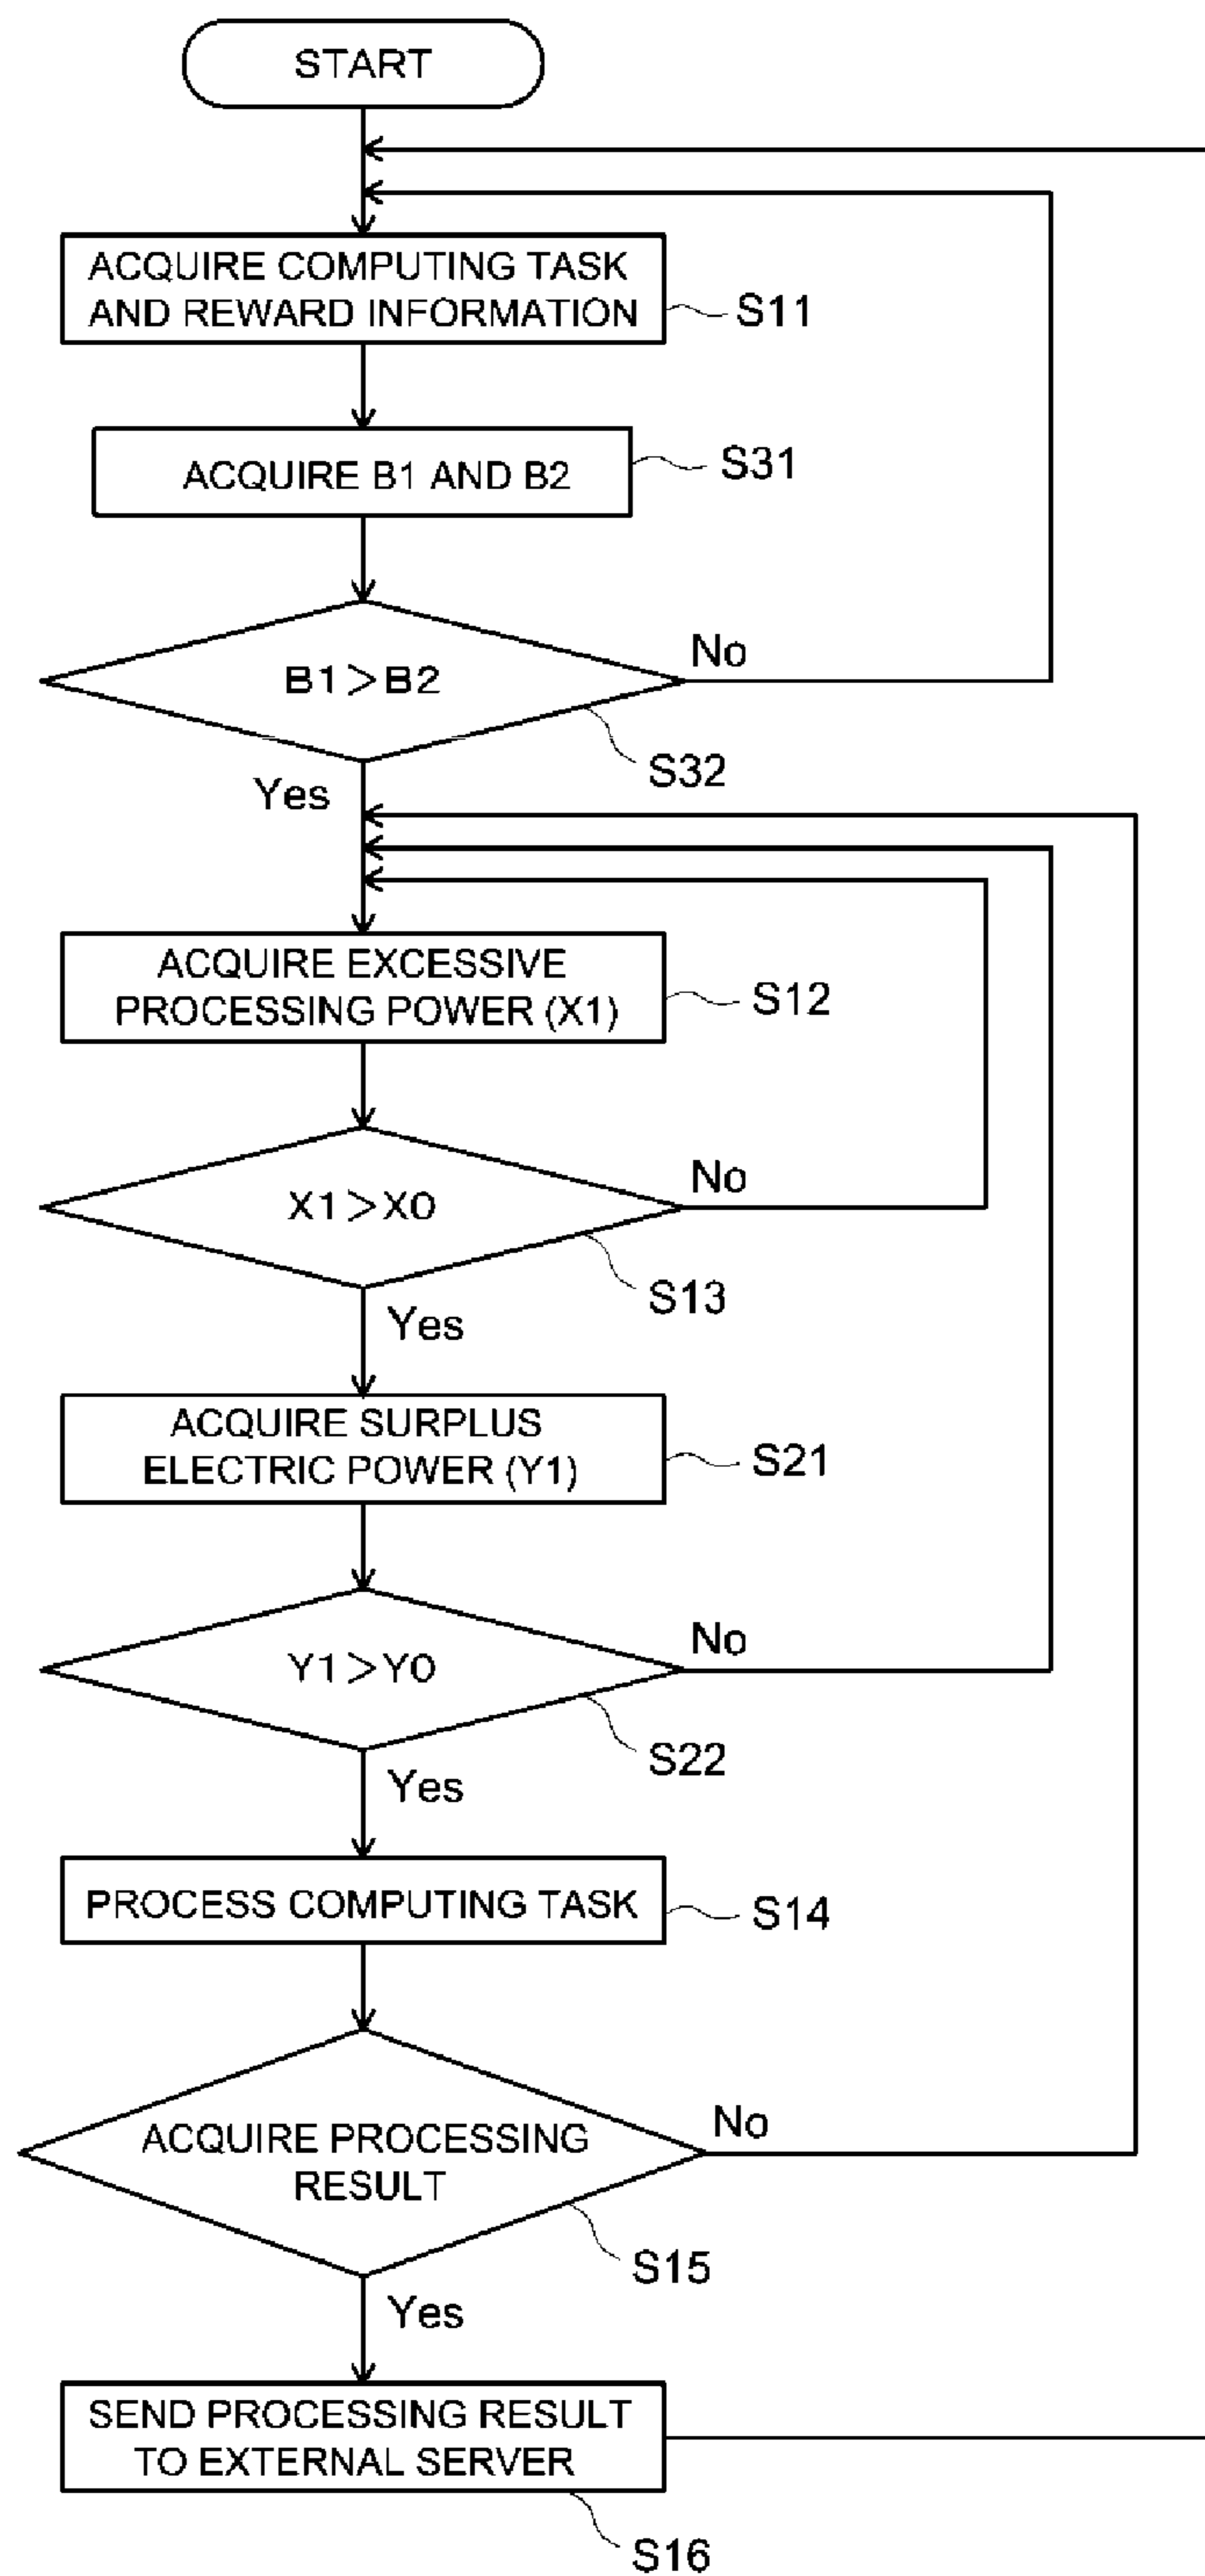 START
ACQUIRE COMPUTING TASK
AND REWARD INFORMATION
S11
ACQUIRE B1 AND B2
S31
B1>B2
No
S32
Yes
ACQUIRE EXCESSIVE
PROCESSING POWER (X1)
S12
X1>X0
No
S13
Yes
ACQUIRE SURPLUS
ELECTRIC POWER (Y1)
S21
Y1>Y0
No
S22
Yes
PROCESS COMPUTING TASK
S14
ACQUIRE PROCESSING
RESULT
No
S15
Yes
SEND PROCESSING RESULT
TO EXTERNAL SERVER
S16